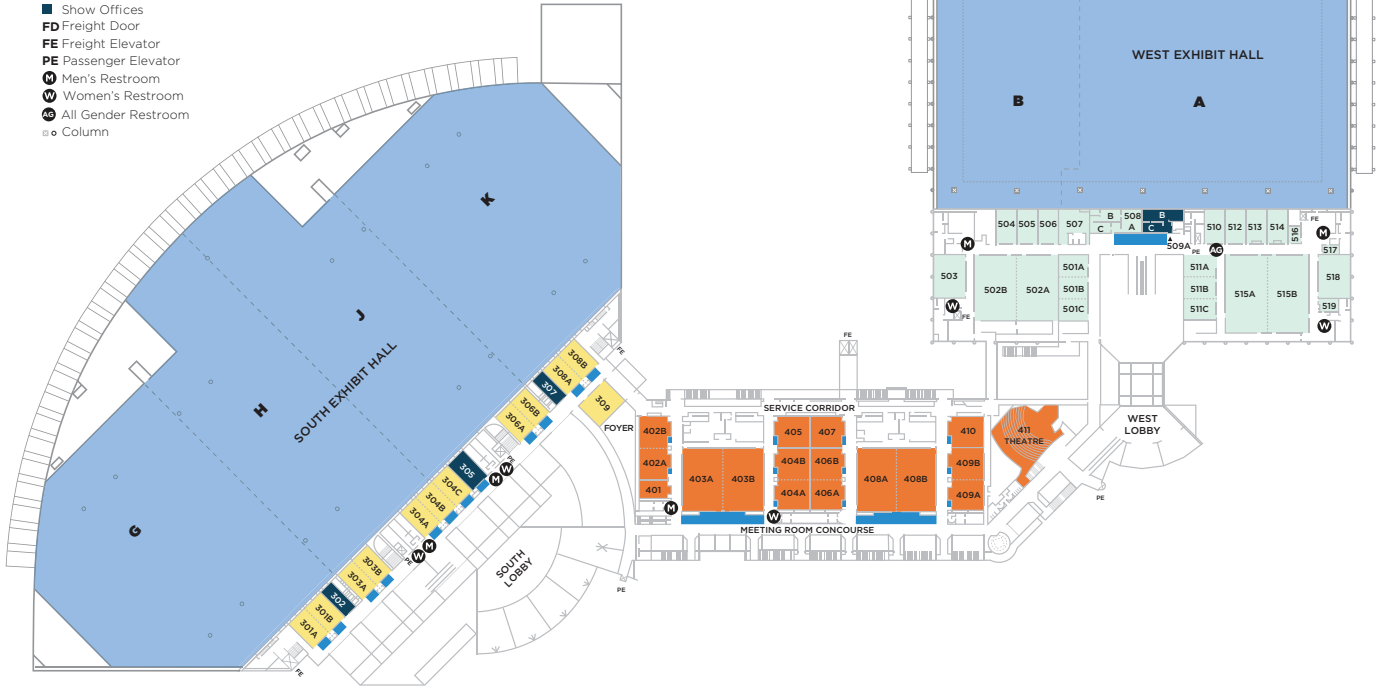 Show Offices
FD Freight Door
FE Freight Elevator
PE Passenger Elevator
M Men's Restroom
W Women's Restroom
AG All Gender Restroom
Column
WEST EXHIBIT HALL
B
A
K
J
H
G
SOUTH EXHIBIT HALL
504
505
506
507
B
C
508
A
B
C
509A
PE
510
512
513
514
516
FE
M
517
M
AG
503
502B
502A
501A
501B
501C
511A
511B
511C
515A
515B
518
519
W
FE
W
FE
FE
308B
308A
307
306B
306A
309
FOYER
PE
W
M
305
304C
304B
304A
M
W
PE
303B
303A
302
301B
301A
FE
SOUTH
LOBBY
PE
SERVICE CORRIDOR
402B
402A
401
M
403A
403B
405
407
404B
406B
404A
406A
W
408A
408B
410
409B
409A
411
THEATRE
MEETING ROOM CONCOURSE
WEST
LOBBY
PE